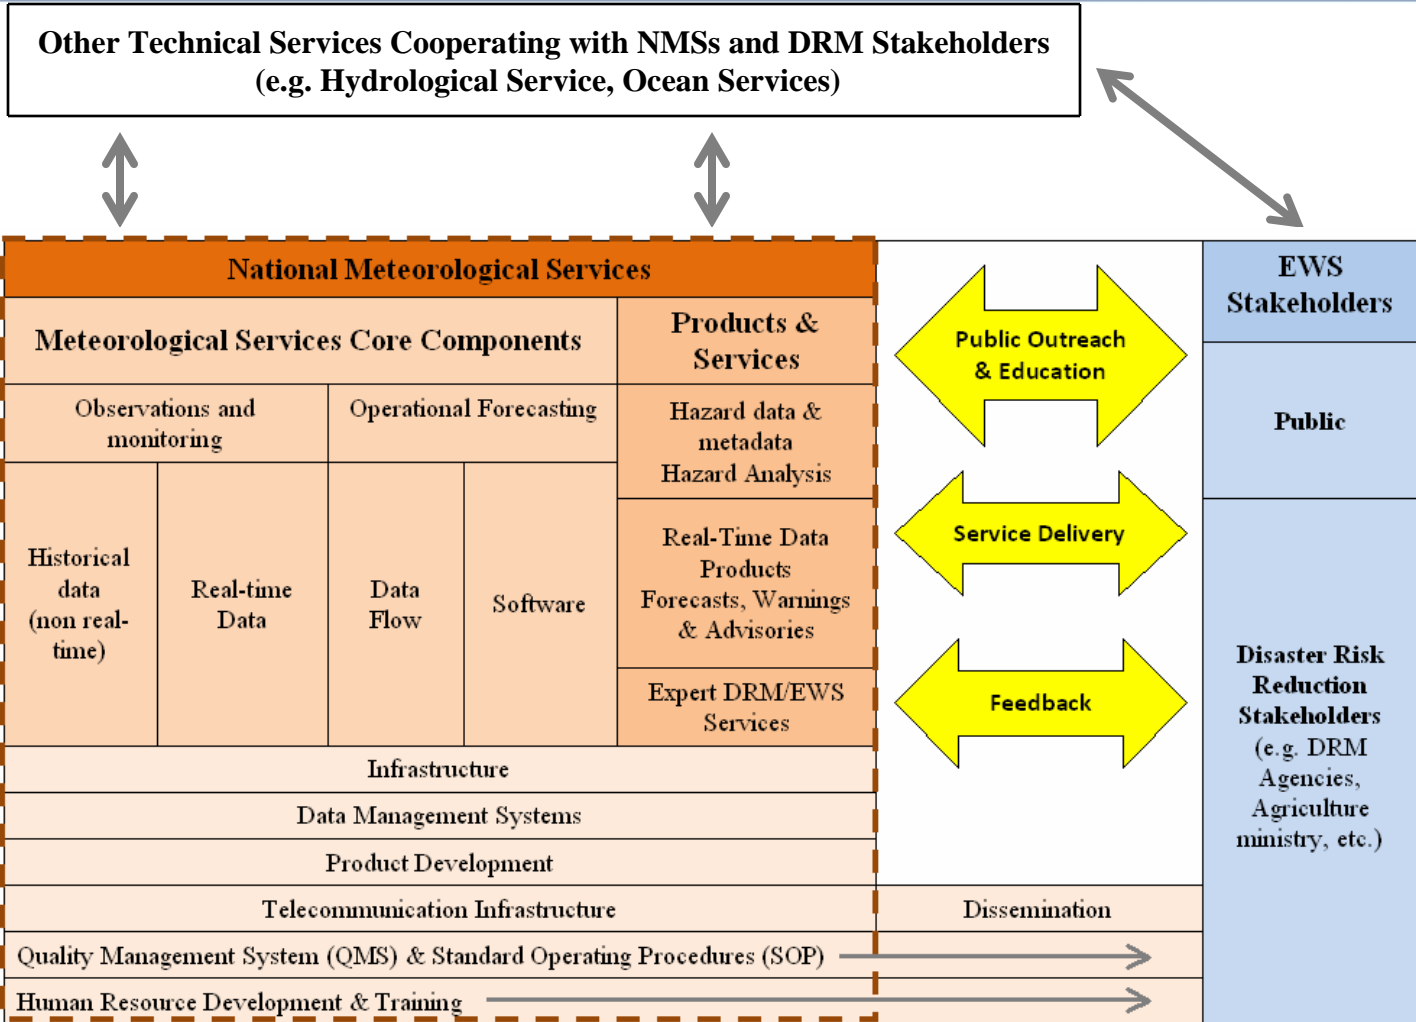 Other Technical Services Cooperating with NMSs and DRM Stakeholders
(e.g. Hydrological Service, Ocean Services)
National Meteorological Services
Meteorological Services Core Components
Products &
Services
Observations and
monitoring
Operational Forecasting
Historical
data
(non real-
time)
Real-time
Data
Data
Flow
Software
Hazard data &
metadata
Hazard Analysis
Real-Time Data
Products
Forecasts, Warnings
& Advisories
Expert DRM/EWS
Services
Infrastructure
Data Management Systems
Product Development
Telecommunication Infrastructure
Dissemination
Quality Management System (QMS) & Standard Operating Procedures (SOP)
Human Resource Development & Training
Public Outreach
& Education
Service Delivery
Feedback
EWS
Stakeholders
Public
Disaster Risk
Reduction
Stakeholders
(e.g. DRM
Agencies,
Agriculture
ministry, etc.)